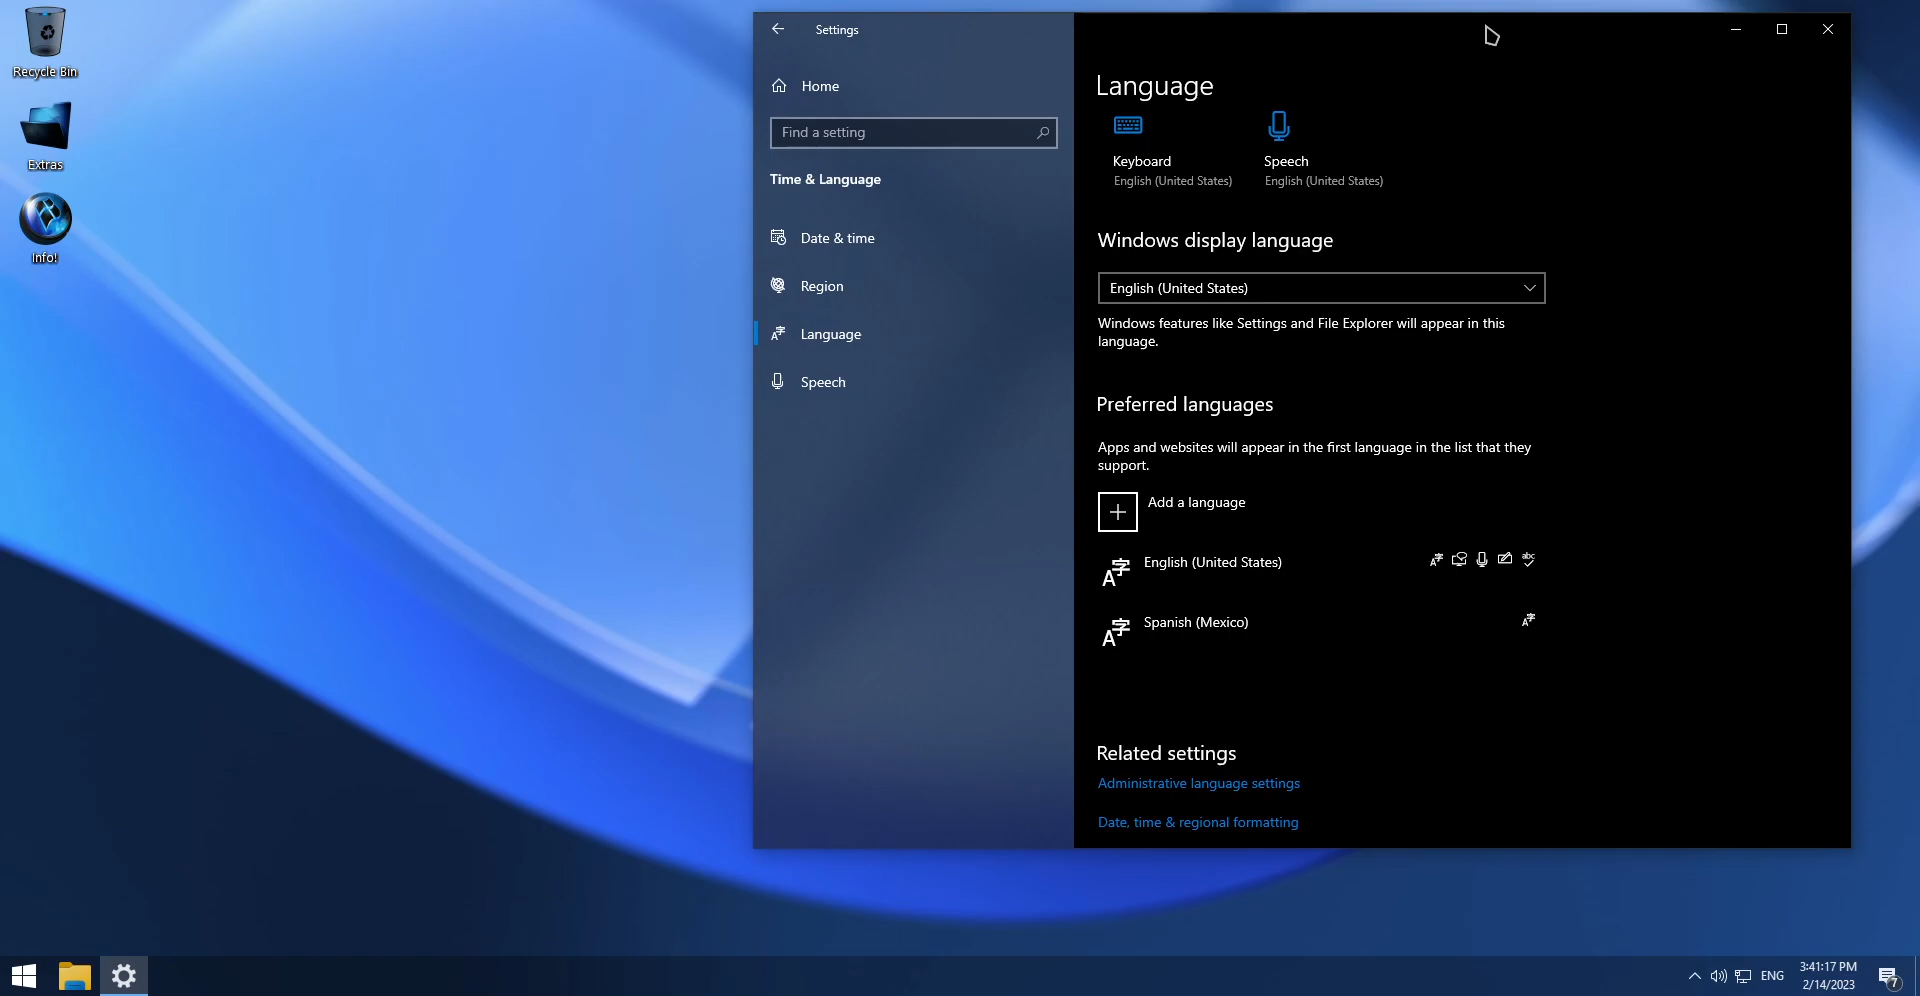 Recycle Bin
Extras
Info!
Settings
Home
Find a setting
Time & Language
Date & time
Region
Language
Speech
Language
Keyboard
English (United States)
Speech
English (United States)
Windows display language
English (United States)
Windows features like Settings and File Explorer will appear in this
language.
Preferred languages
Apps and websites will appear in the first language in the list that they
support.
Add a language
English (United States)
abc
Spanish (Mexico)
Related settings
Administrative language settings
Date, time & regional formatting
ENG
3:41:17 PM
2/14/2023
7